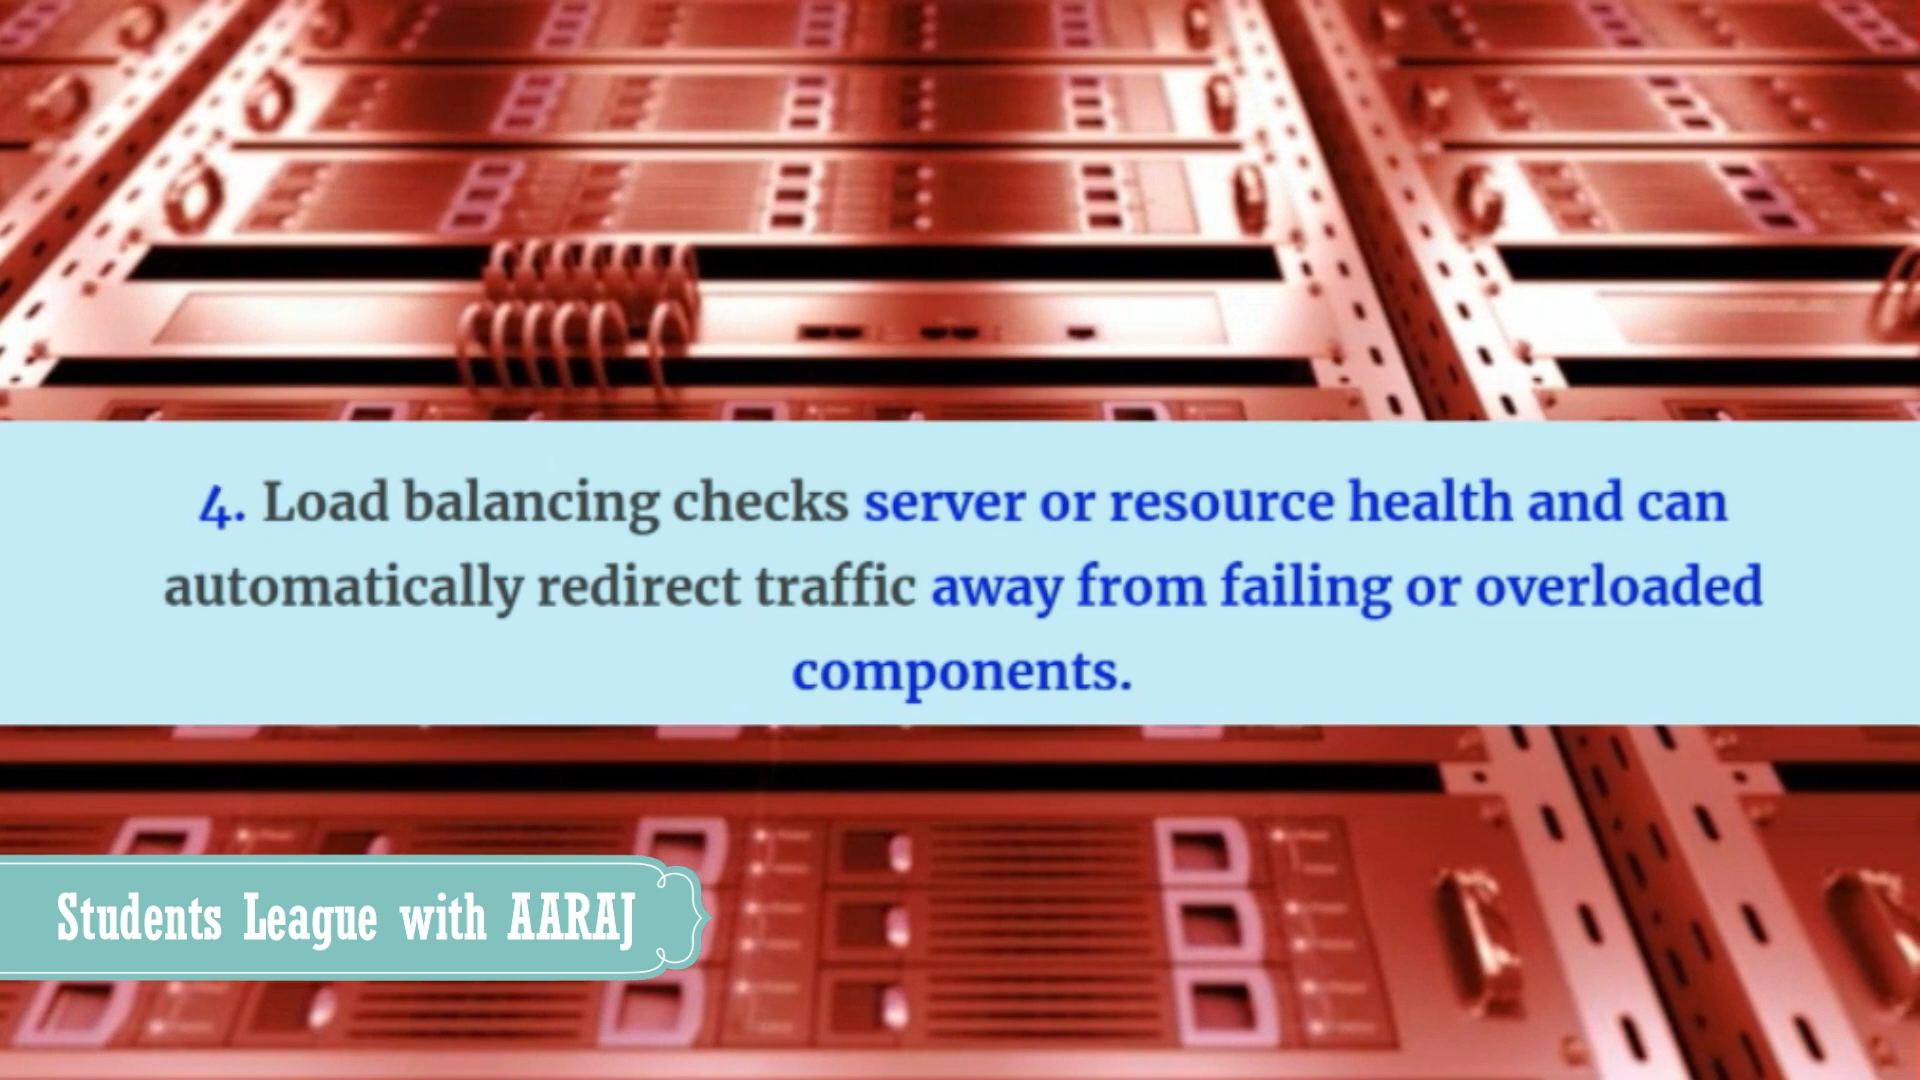 4. Load balancing checks server or resource health and can
automatically redirect traffic away from failing or overloaded
components.
Students League with AARAJ